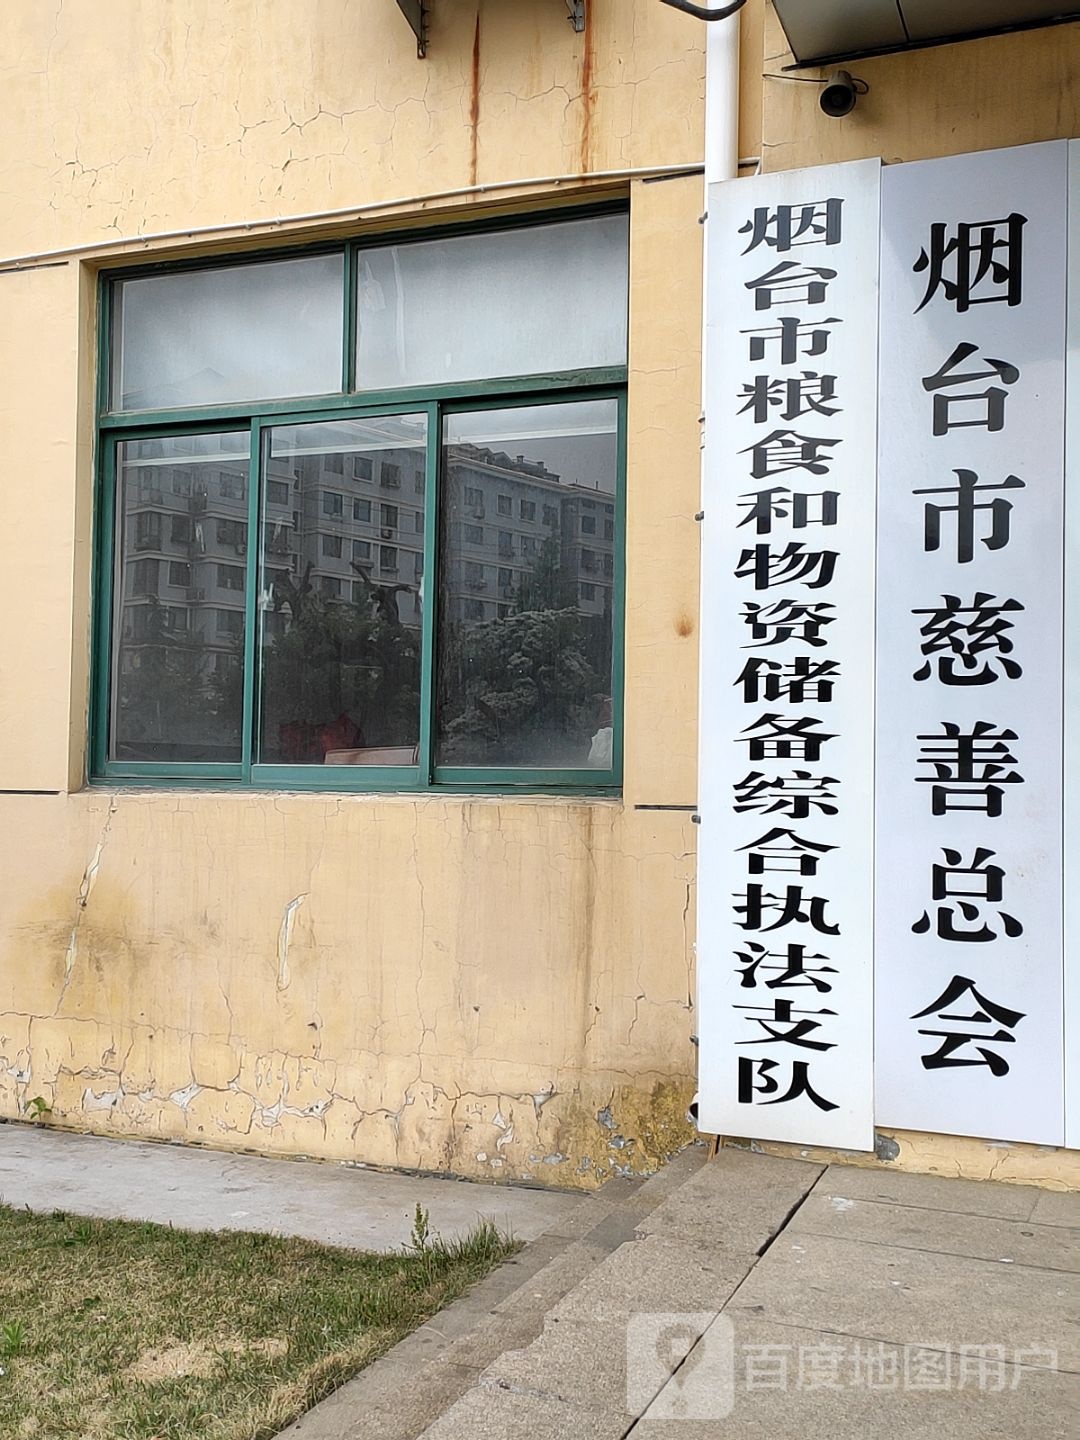 烟台市粮食和物资储备综合执法支队
烟台市慈善总会
百度地图用户